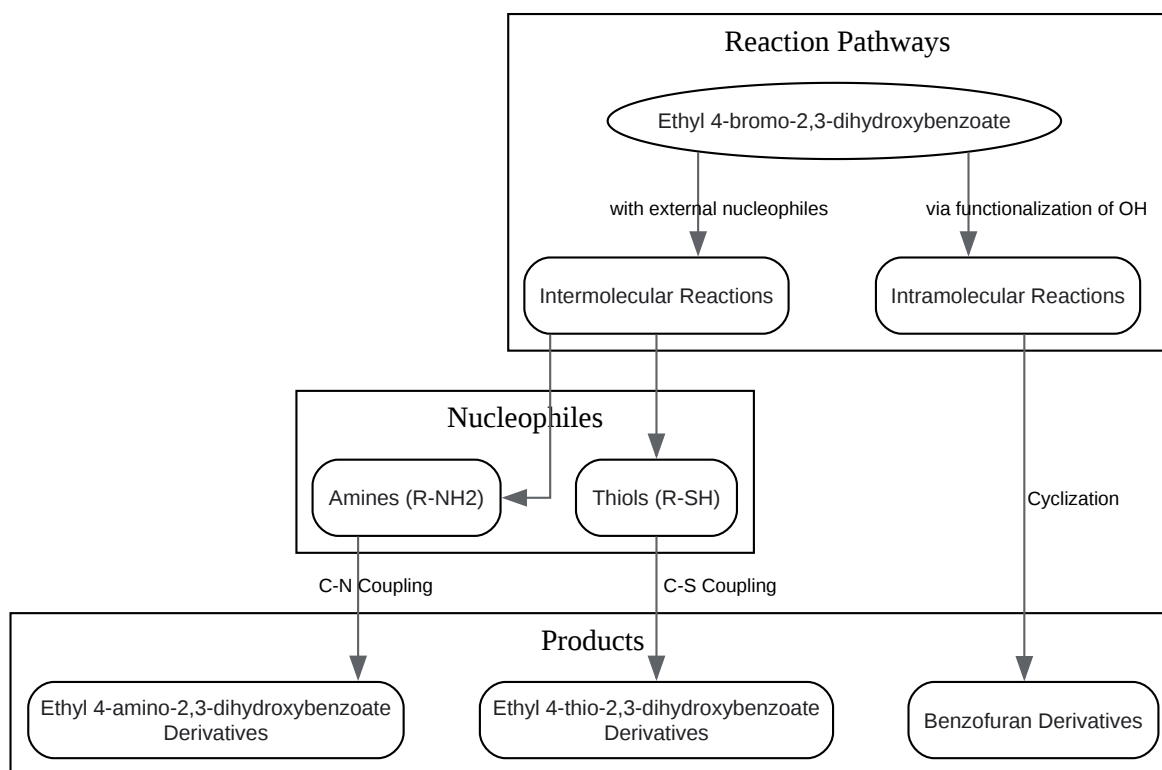 Reaction Pathways
Ethyl 4-bromo-2,3-dihydroxybenzoate
with external nucleophiles
via functionalization of OH
Intermolecular Reactions
Intramolecular Reactions
Nucleophiles
Amines (R-NH2)
Thiols (R-SH)
Cyclization
C-N Coupling
C-S Coupling
Products
Ethyl 4-amino-2,3-dihydroxybenzoate
Derivatives
Ethyl 4-thio-2,3-dihydroxybenzoate
Derivatives
Benzofuran Derivatives